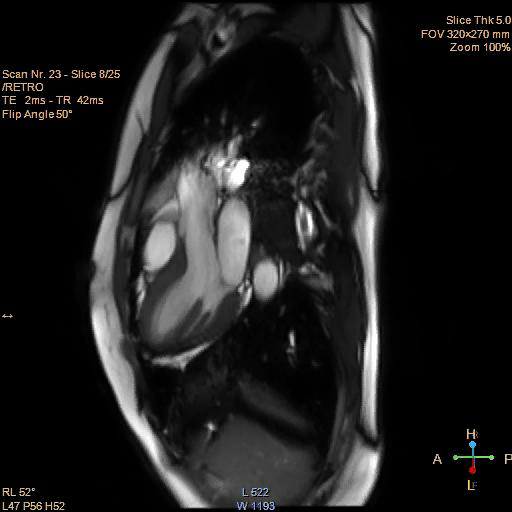 Slice Thk 5.0
FOV 320×270 mm
Zoom 100%
Scan Nr. 23 - Slice 8/25
/RETRO
TE 2ms - TR 42ms
Flip Angle 50°
H
A P
L
RL 52°
L47 P56 H52
L 522
W 1193